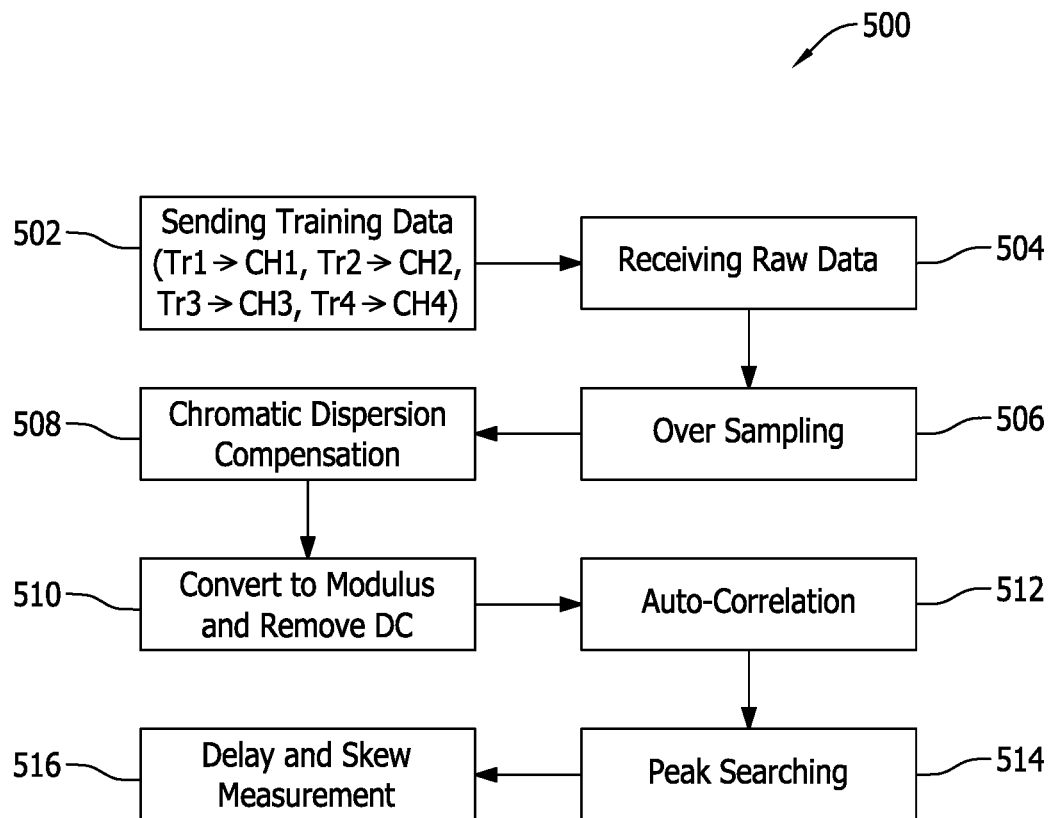 500
502
Sending Training Data
(Tr1 → CH1, Tr2 → CH2,
Tr3 → CH3, Tr4 → CH4)
Receiving Raw Data
504
508
Chromatic Dispersion
Compensation
Over Sampling
506
510
Convert to Modulus
and Remove DC
Auto-Correlation
512
516
Delay and Skew
Measurement
Peak Searching
514